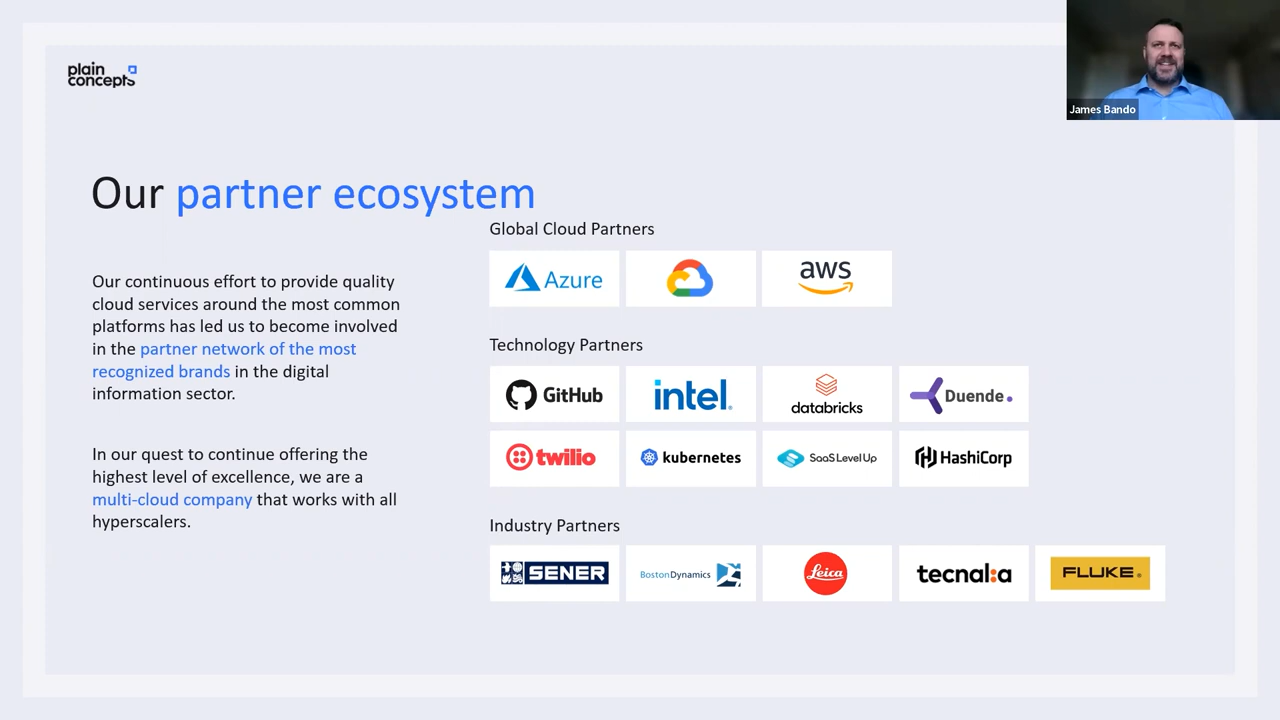 plain
concepts
James Bando
Our partner ecosystem
Our continuous effort to provide quality
cloud services around the most common
platforms has led us to become involved
in the partner network of the most
recognized brands in the digital
information sector.
In our quest to continue offering the
highest level of excellence, we are a
multi-cloud company that works with all
hyperscalers.
Global Cloud Partners
Azure
aws
Technology Partners
GitHub
intel®
databricks
Duende
twilio
kubernetes
SaaS Level Up
HashiCorp
Industry Partners
SENER
BostonDynamics
Leica
tecnalia
FLUKE®